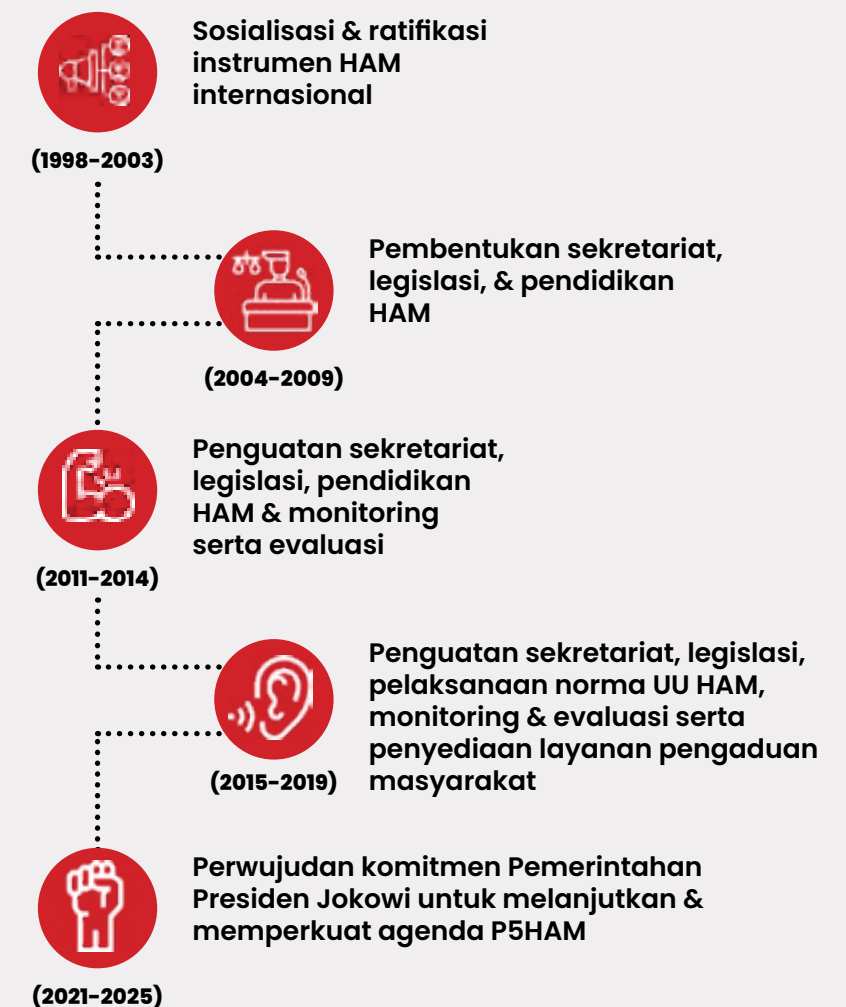 Sosialisasi & ratifikasi
instrumen HAM
internasional
(1998-2003)
Pembentukan sekretariat,
legislasi, & pendidikan
HAM
(2004-2009)
Penguatan sekretariat,
legislasi, pendidikan
HAM & monitoring
serta evaluasi
(2011-2014)
Penguatan sekretariat, legislasi,
pelaksanaan norma UU HAM,
monitoring & evaluasi serta
penyediaan layanan pengaduan
masyarakat
(2015-2019)
Perwujudan komitmen Pemerintahan
Presiden Jokowi untuk melanjutkan &
memperkuat agenda P5HAM
(2021-2025)